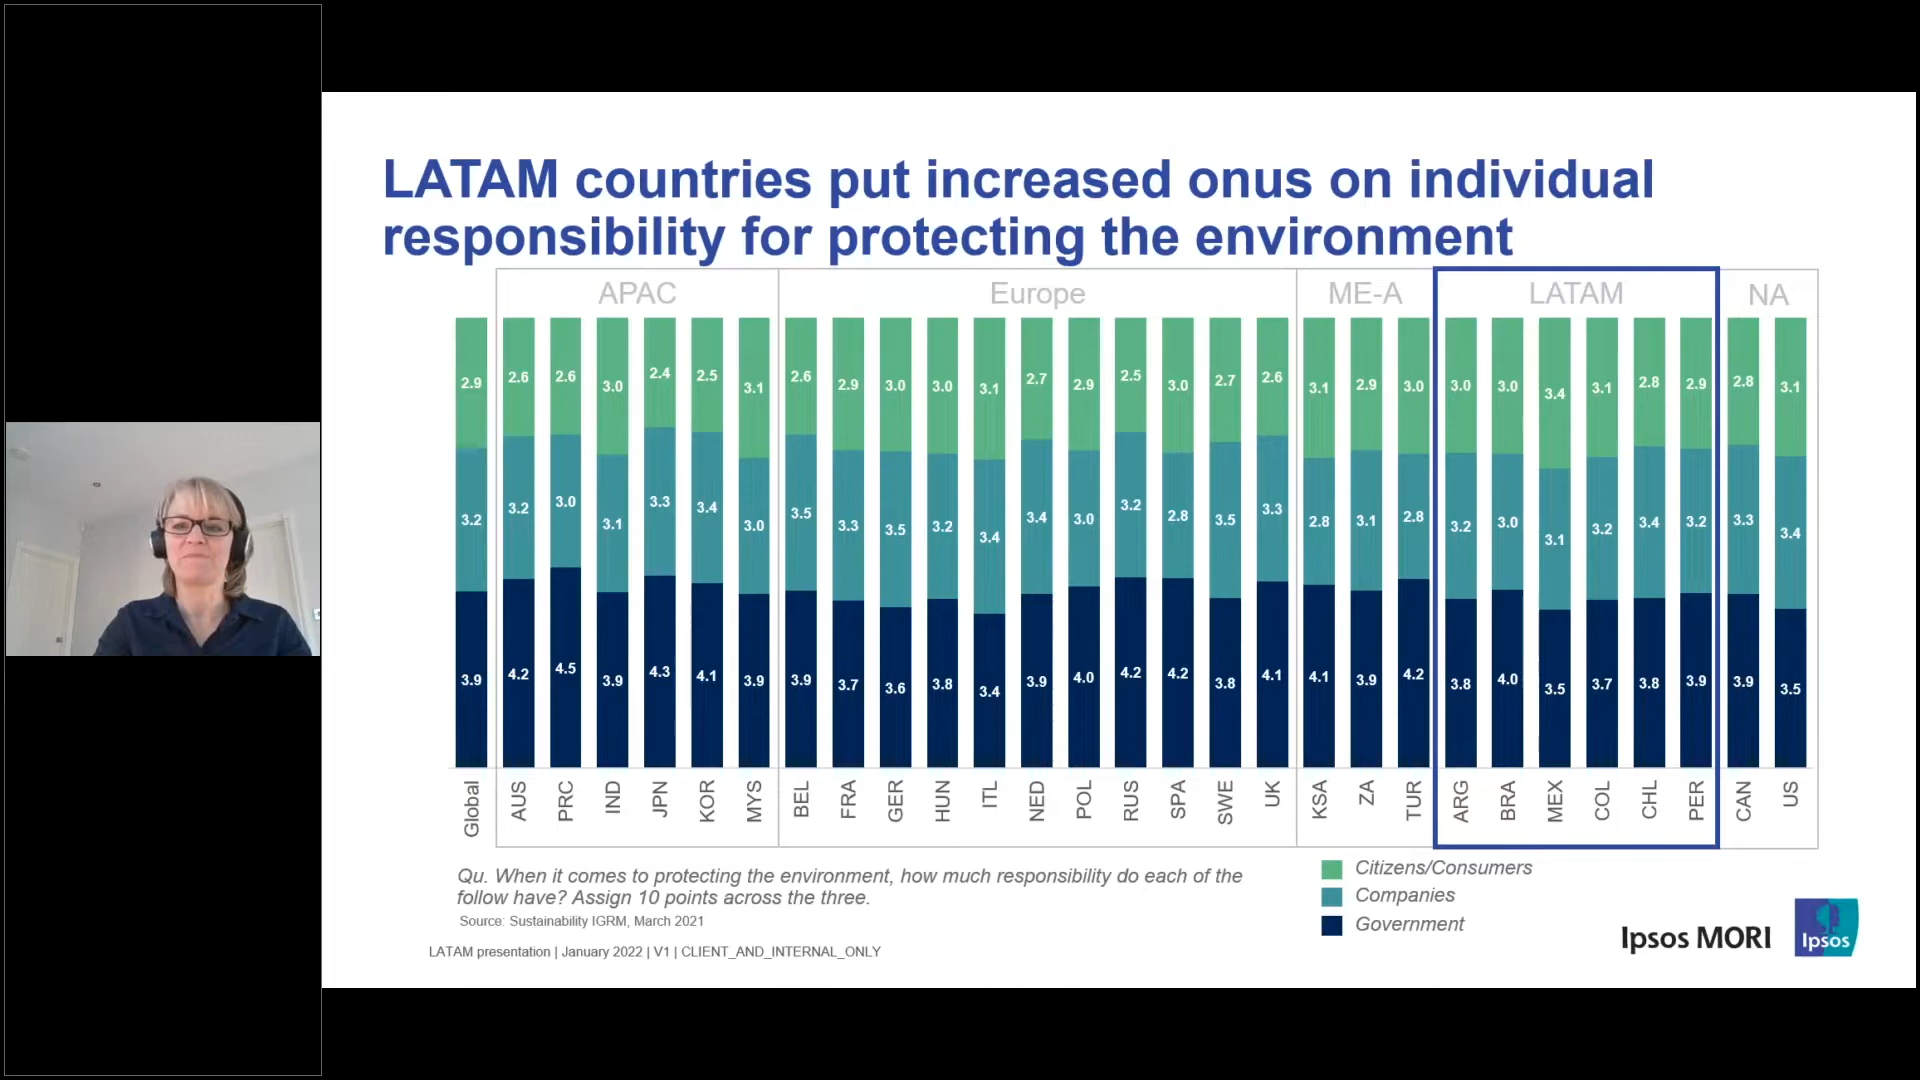 LATAM countries put increased onus on individual
responsibility for protecting the environment
APAC Europe ME-A LATAM NA
2.9 2.6 2.6 3.0 2.4 2.5 3.1 2.6 2.9 3.0 3.0 3.1 2.7 2.9 2.5 3.0 2.7 2.6 3.1 2.9 3.0 3.0 3.0 3.4 3.1 2.8 2.9 2.8 3.1
3.2 3.2 3.0 3.1 3.3 3.4 3.0 3.5 3.3 3.5 3.2 3.4 3.4 3.0 3.2 2.8 3.5 3.3 2.8 3.1 2.8 3.2 3.0 3.1 3.2 3.4 3.2 3.3 3.4
3.9 4.2 4.5 3.9 4.3 4.1 3.9 3.9 3.7 3.6 3.8 3.4 3.9 4.0 4.2 4.2 3.8 4.1 4.1 3.9 4.2 3.8 4.0 3.5 3.7 3.8 3.9 3.9 3.5
Global AUS PRC IND JPN KOR MYS BEL FRA GER HUN ITL NED POL RUS SPA SWE UK KSA ZA TUR ARG BRA MEX COL CHL PER CAN US
Qu. When it comes to protecting the environment, how much responsibility do each of the
follow have? Assign 10 points across the three.
Source: Sustainability IGRM, March 2021
Citizens/Consumers
Companies
Government
LATAM presentation | January 2022 | V1 | CLIENT_AND_INTERNAL_ONLY
Ipsos MORI
Ipsos